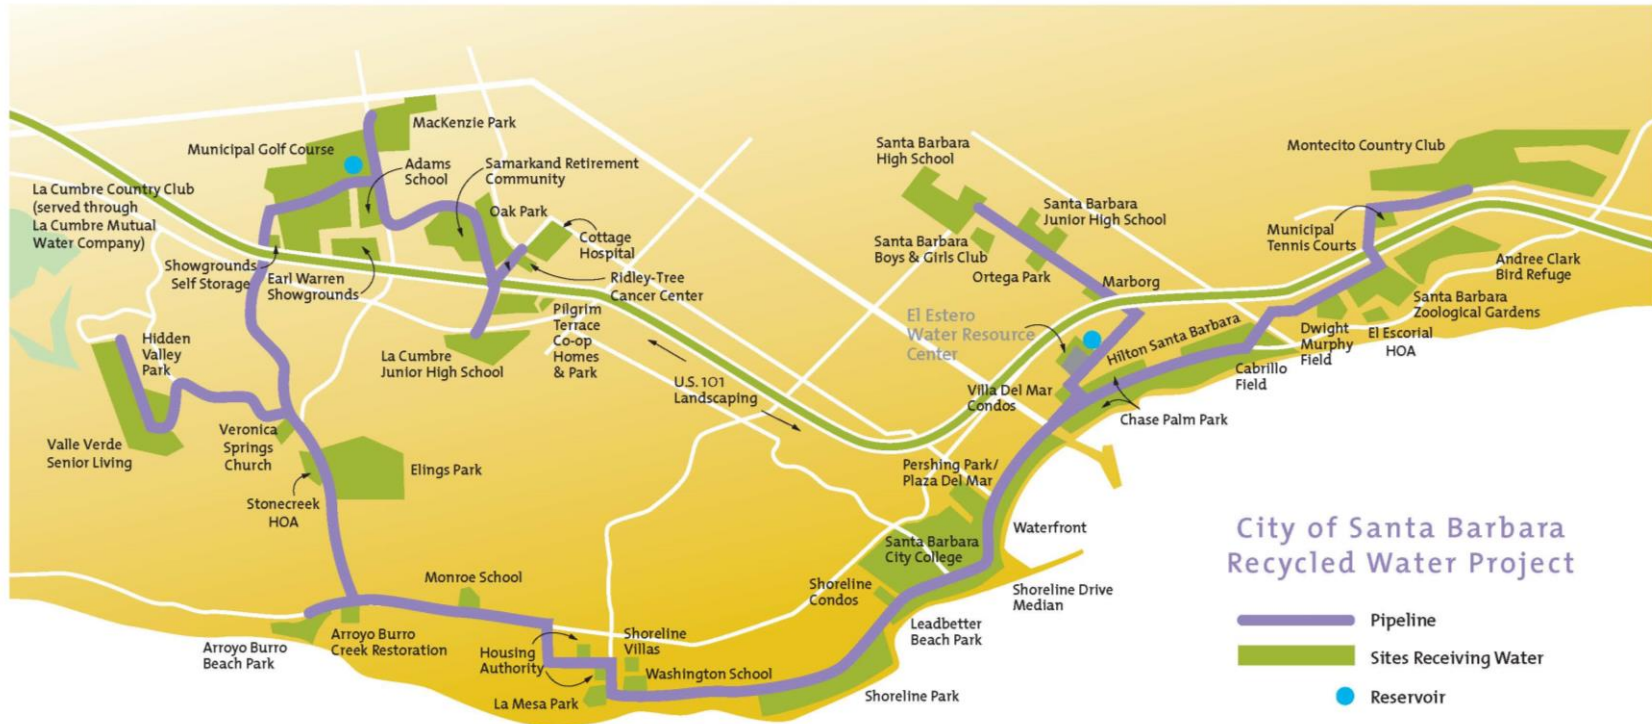 MacKenzie Park
Municipal Golf Course
Adams
School
Samarkand Retirement
Community
La Cumbre Country Club
(served through
La Cumbre Mutual
Water Company)
Oak Park
Cottage
Hospital
Showgrounds
Self Storage
Earl Warren
Showgrounds
Ridley-Tree
Cancer Center
Pilgrim
Terrace
Co-op
Homes
& Park
Hidden
Valley
Park
La Cumbre
Junior High School
U.S. 101
Landscaping
Valle Verde
Senior Living
Veronica
Springs
Church
Elings Park
Stonecreek
HOA
Monroe School
Arroyo Burro
Beach Park
Arroyo Burro
Creek Restoration
Housing
Authority
Shoreline
Villas
Washington School
La Mesa Park
Shoreline Park
Shoreline
Condos
Leadbetter
Beach Park
Santa Barbara
City College
Shoreline Drive
Median
Waterfront
Pershing Park/
Plaza Del Mar
Santa Barbara
High School
Santa Barbara
Junior High School
Santa Barbara
Boys & Girls Club
Ortega Park
Marborg
El Estero
Water Resource
Center
Villa Del Mar
Condos
Hilton Santa Barbara
Chase Palm Park
Cabrillo
Field
Dwight
Murphy
Field
El Escorial
HOA
Santa Barbara
Zoological Gardens
Andree Clark
Bird Refuge
Municipal
Tennis Courts
Montecito Country Club
City of Santa Barbara
Recycled Water Project
Pipeline
Sites Receiving Water
Reservoir